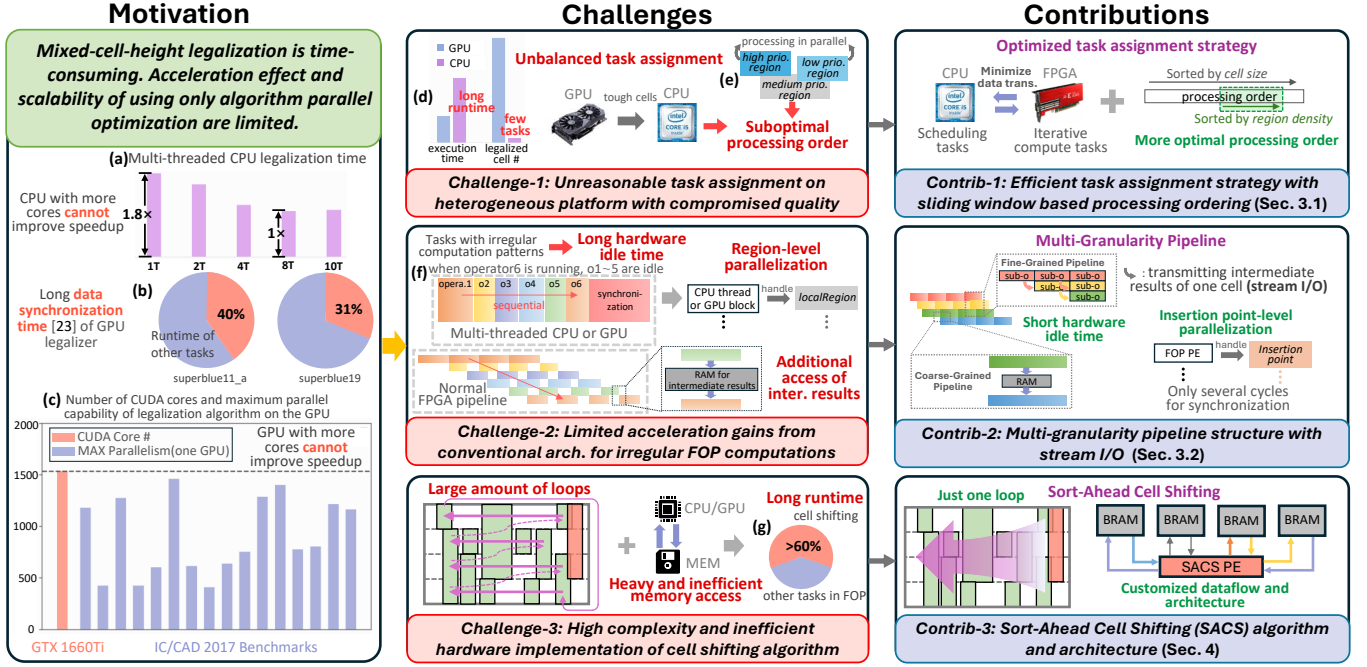 Motivation
Mixed-cell-height legalization is time-
consuming. Acceleration effect and
scalability of using only algorithm parallel
optimization are limited.
(a) Multi-threaded CPU legalization time
CPU with more
cores cannot
improve speedup
1.8×
1×
1T
2T
4T
8T
10T
(b)
Long data
synchronization
time [23] of GPU
legalizer
40%
Runtime of
other tasks
superblue11_a
31%
superblue19
(c) Number of CUDA cores and maximum parallel
capability of legalization algorithm on the GPU
2000
1500
1000
500
0
CUDA Core #
MAX Parallelism(one GPU)
GPU with more
cores cannot
improve speedup
GTX 1660Ti
IC/CAD 2017 Benchmarks
Challenges
GPU
CPU
(d)
long
runtime
few
tasks
execution
time
legalized
cell #
Unbalanced task assignment
GPU
tough cells
CPU
(e)
processing in parallel
high prio.
region
low prio.
region
medium prio.
region
Suboptimal
processing order
Challenge-1: Unreasonable task assignment on
heterogeneous platform with compromised quality
Tasks with irregular
computation patterns
Long hardware
idle time
Region-level
parallelization
(f)
when operator6 is running, o1~5 are idle
opera.1
o2
o3
o4
o5
o6
synchroni-
zation
sequential
Multi-threaded CPU or GPU
CPU thread
or GPU block
handle
localRegion
Normal
FPGA pipeline
RAM for
intermediate results
Additional
access of
inter. results
Challenge-2: Limited acceleration gains from
conventional arch. for irregular FOP computations
Large amount of loops
CPU/GPU
MEM
Heavy and inefficient
memory access
Long runtime
(g)
cell shifting
>60%
other tasks in FOP
Challenge-3: High complexity and inefficient
hardware implementation of cell shifting algorithm
Contributions
Optimized task assignment strategy
CPU
Minimize
data trans.
FPGA
Scheduling
tasks
Iterative
compute tasks
Sorted by cell size
processing order
Sorted by region density
More optimal processing order
Contrib-1: Efficient task assignment strategy with
sliding window based processing ordering (Sec. 3.1)
Multi-Granularity Pipeline
Fine-Grained Pipeline
sub-o
sub-o
sub-o
sub-o
sub-o
sub-o
: transmitting intermediate
results of one cell
(stream I/O)
Short hardware
idle time
Coarse-Grained
Pipeline
RAM
Insertion point-level
parallelization
FOP PE
handle
Insertion
point
Only several cycles
for synchronization
Contrib-2: Multi-granularity pipeline structure with
stream I/O (Sec. 3.2)
Just one loop
Sort-Ahead Cell Shifting
BRAM
BRAM
BRAM
BRAM
SACS PE
Customized dataflow and
architecture
Contrib-3: Sort-Ahead Cell Shifting (SACS) algorithm
and architecture (Sec. 4)